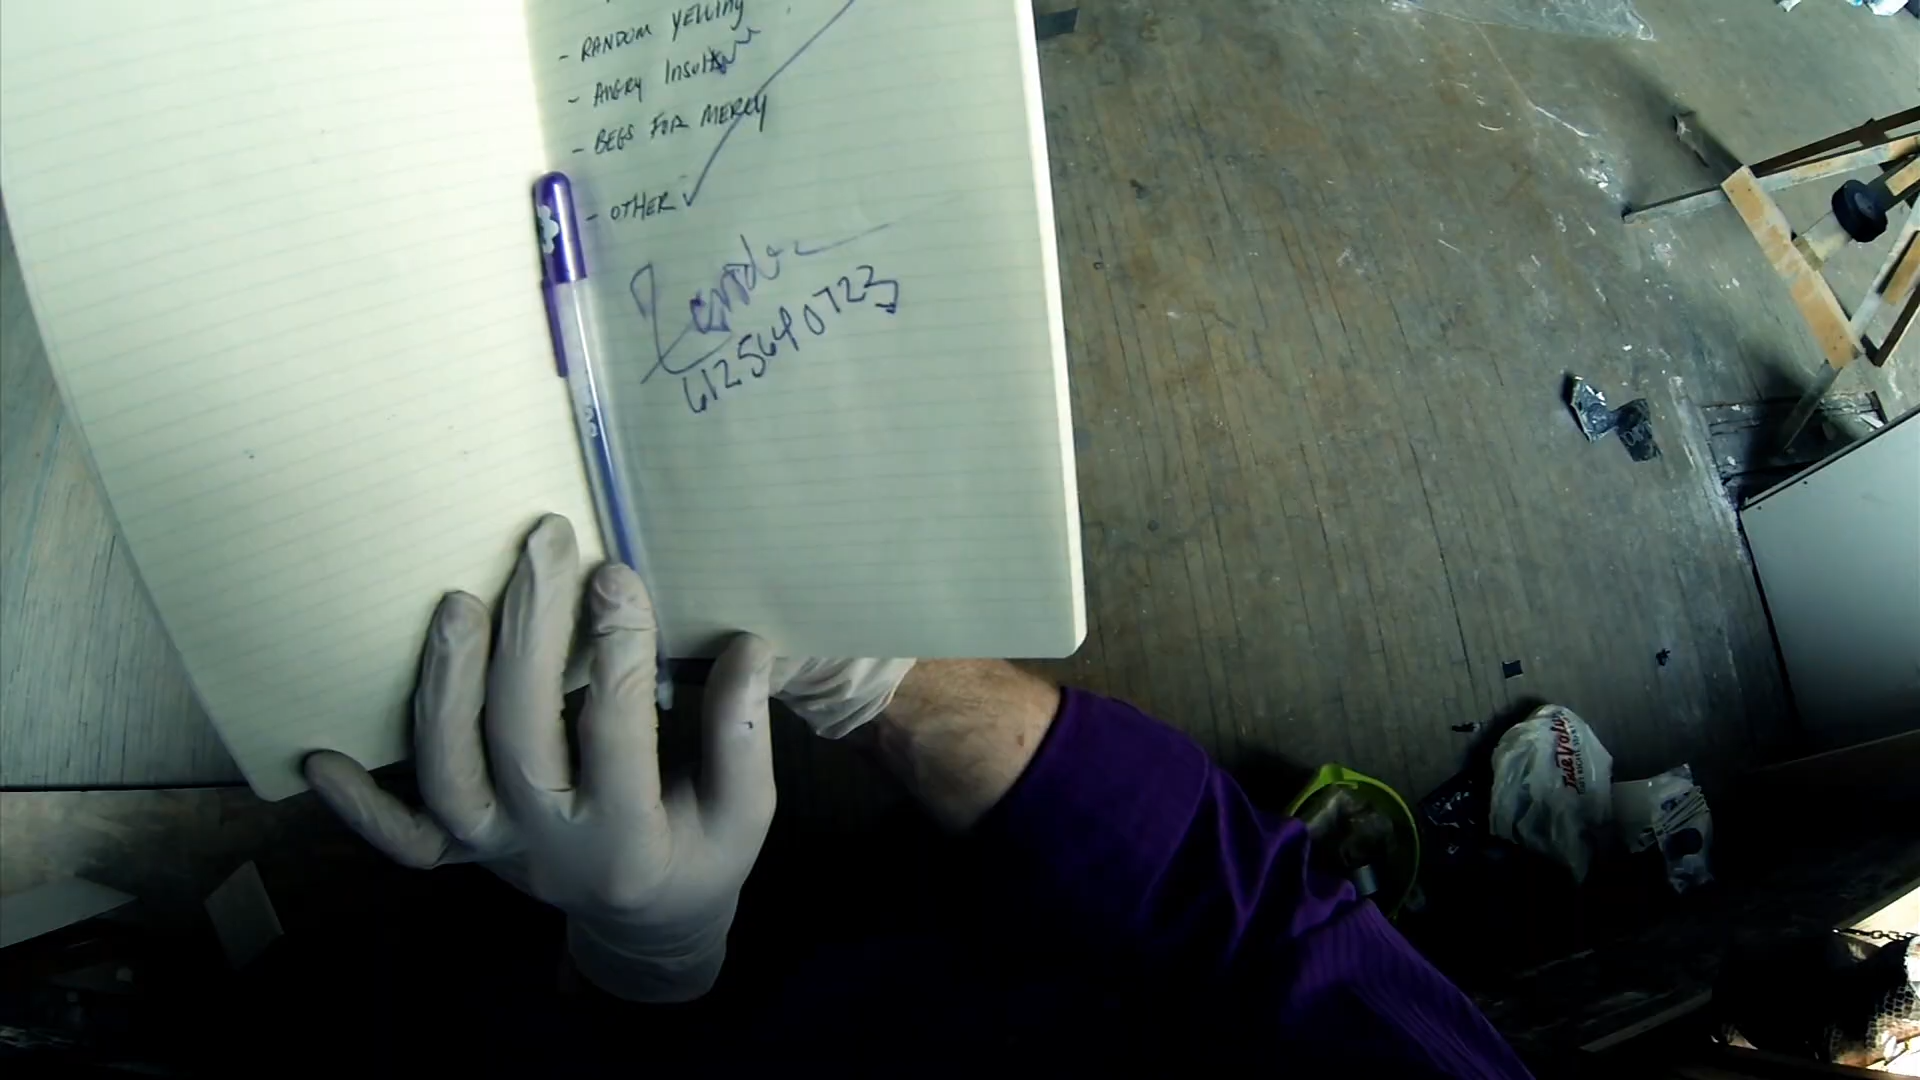 - RANDOM YELLING
- ANGRY INSULTS
- BEGS FOR MERCY
- OTHER ✓
6125640723
True Value